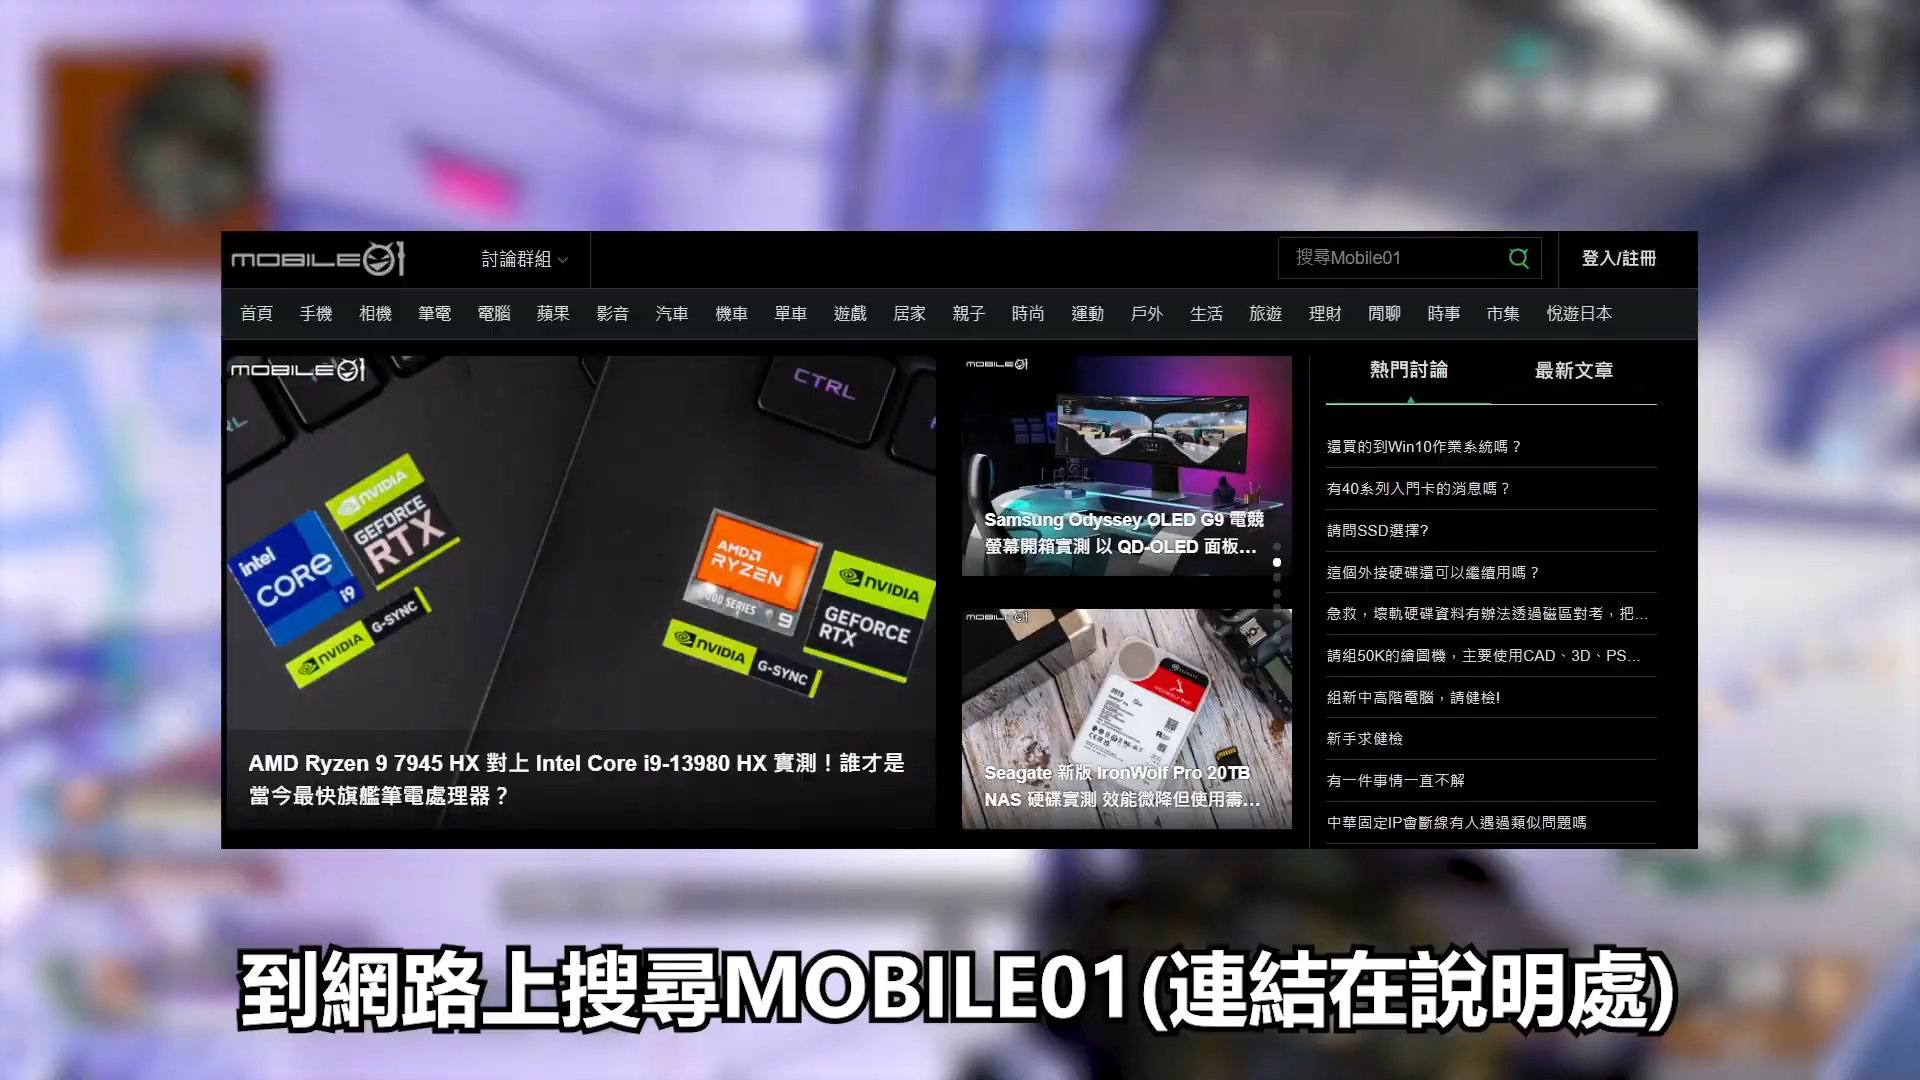 MOBILE01
討論群組
搜尋Mobile01
登入/註冊
首頁 手機 相機 筆電 電腦 蘋果 影音 汽車 機車 單車 遊戲 居家 親子 時尚 運動 戶外 生活 旅遊 理財 閒聊 時事 市集 悅遊日本
MOBILE01
CTRL
NVIDIA
GEFORCE
RTX
intel
CORE
i9
NVIDIA G-SYNC
AMD
RYZEN
9
NVIDIA
GEFORCE
RTX
NVIDIA G-SYNC
AMD Ryzen 9 7945 HX 對上 Intel Core i9-13980 HX 實測！誰才是
當今最快旗艦筆電處理器？
MOBILE01
Samsung Odyssey OLED G9 電競
螢幕開箱實測 以 QD-OLED 面板…
MOBILE01
Seagate 新版 IronWolf Pro 20TB
NAS 硬碟實測 效能微降但使用壽…
熱門討論 最新文章
還買的到Win10作業系統嗎？
有40系列入門卡的消息嗎？
請問SSD選擇?
這個外接硬碟還可以繼續用嗎？
急救，壞軌硬碟資料有辦法透過磁區對考，把…
請組50K的繪圖機，主要使用CAD、3D、PS…
組新中高階電腦，請健檢!
新手求健檢
有一件事情一直不解
中華固定IP會斷線有人遇過類似問題嗎
到網路上搜尋MOBILE01(連結在說明處)